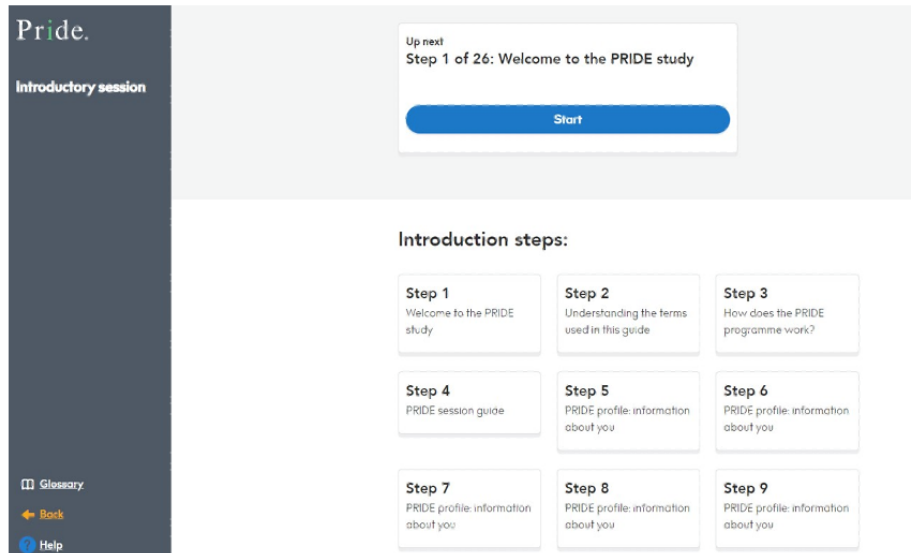 Pride.
Introductory session
Up next
Step 1 of 26: Welcome to the PRIDE study
Start
Introduction steps:
Step 1
Welcome to the PRIDE
study
Step 2
Understanding the terms
used in this guide
Step 3
How does the PRIDE
programme work?
Step 4
PRIDE session guide
Step 5
PRIDE profile: information
about you
Step 6
PRIDE profile: information
about you
Step 7
PRIDE profile: information
about you
Step 8
PRIDE profile: information
about you
Step 9
PRIDE profile: information
about you
Glossary
Back
? Help